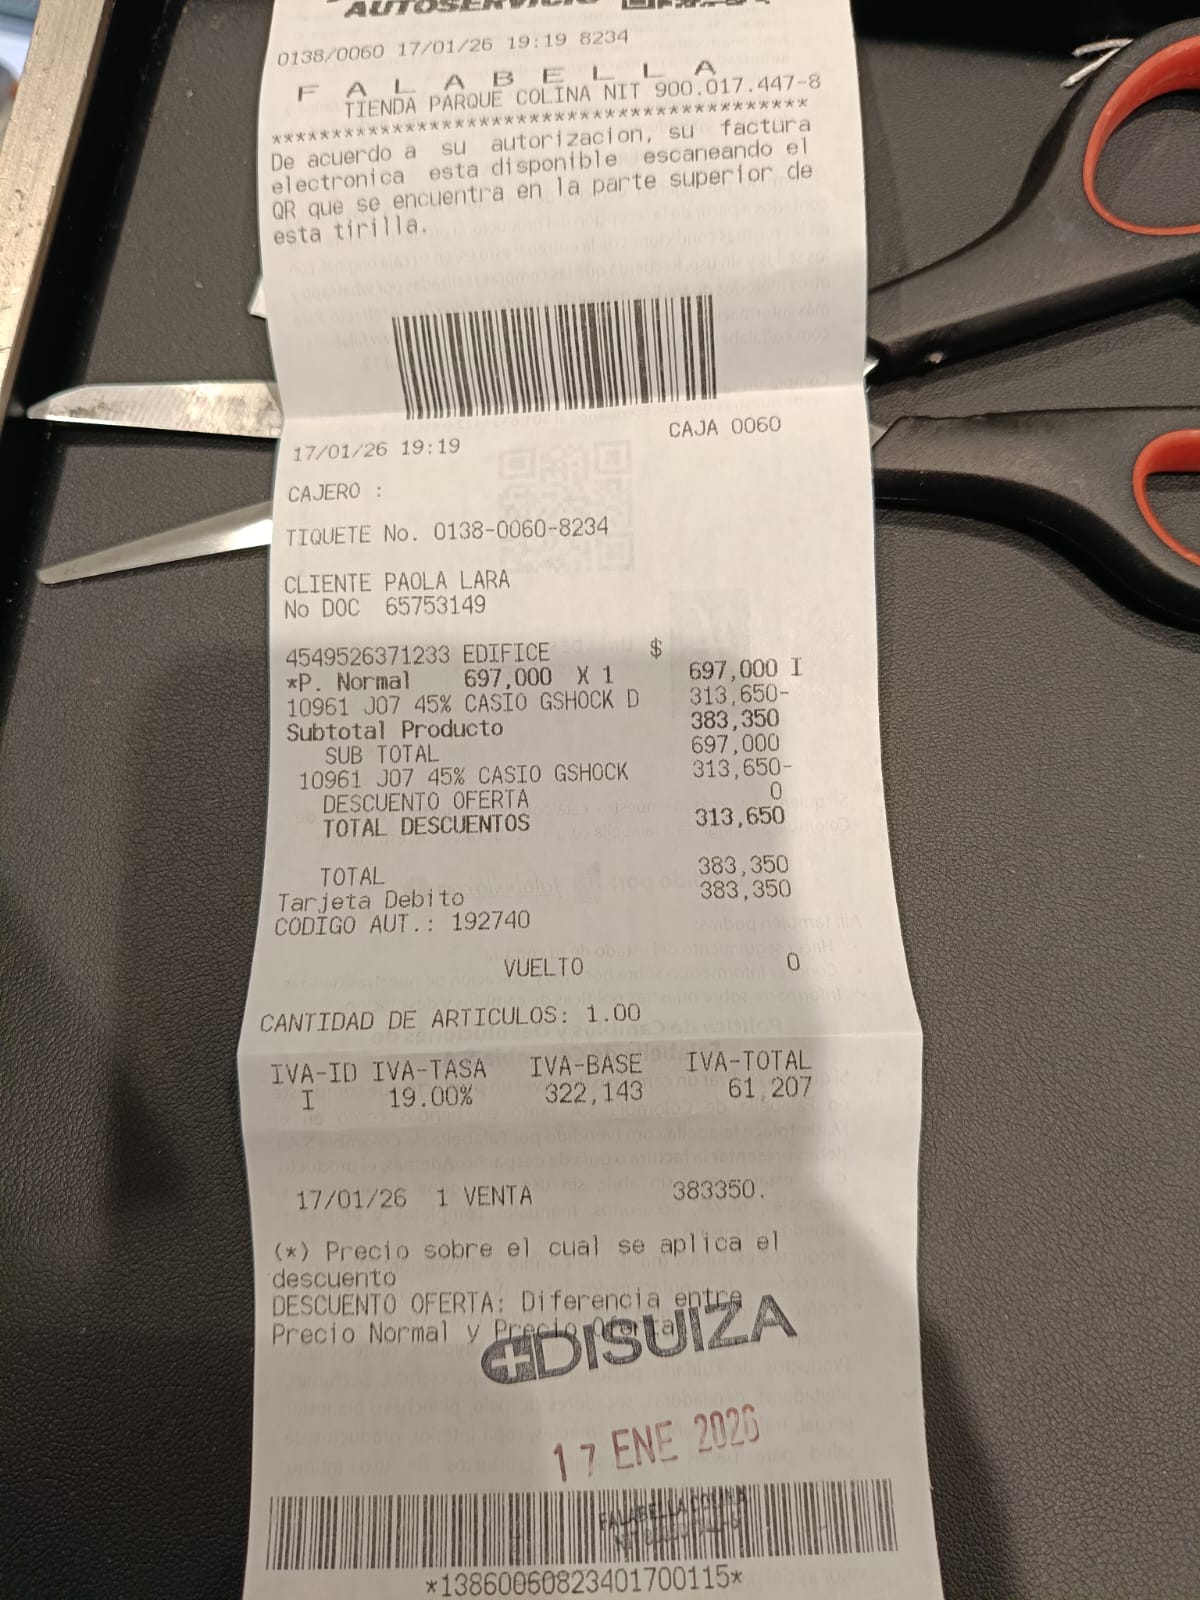 AUTOSERVICIO
0138/0060 17/01/26 19:19 8234
F A L A B E L L A
TIENDA PARQUE COLINA NIT 900.017.447-8
*********************************************
De acuerdo a su autorizacion, su factura
electronica esta disponible escaneando el
QR que se encuentra en la parte superior de
esta tirilla.
17/01/26 19:19 CAJA 0060
CAJERO :
TIQUETE No. 0138-0060-8234
CLIENTE PAOLA LARA
No DOC 65753149
4549526371233 EDIFICE $
*P. Normal 697,000 X 1 697,000 I
10961 J07 45% CASIO GSHOCK D 313,650-
Subtotal Producto 383,350
SUB TOTAL 697,000
10961 J07 45% CASIO GSHOCK 313,650-
DESCUENTO OFERTA 0
TOTAL DESCUENTOS 313,650
TOTAL 383,350
Tarjeta Debito 383,350
CODIGO AUT.: 192740
VUELTO 0
CANTIDAD DE ARTICULOS: 1.00
IVA-ID IVA-TASA IVA-BASE IVA-TOTAL
I 19.00% 322,143 61,207
17/01/26 1 VENTA 383350.
(*) Precio sobre el cual se aplica el
descuento
DESCUENTO OFERTA: Diferencia entre
Precio Normal y Precio Oferta
DISUIZA
17 ENE 2026
FALABELLA COLINA
*13860060823401700115*